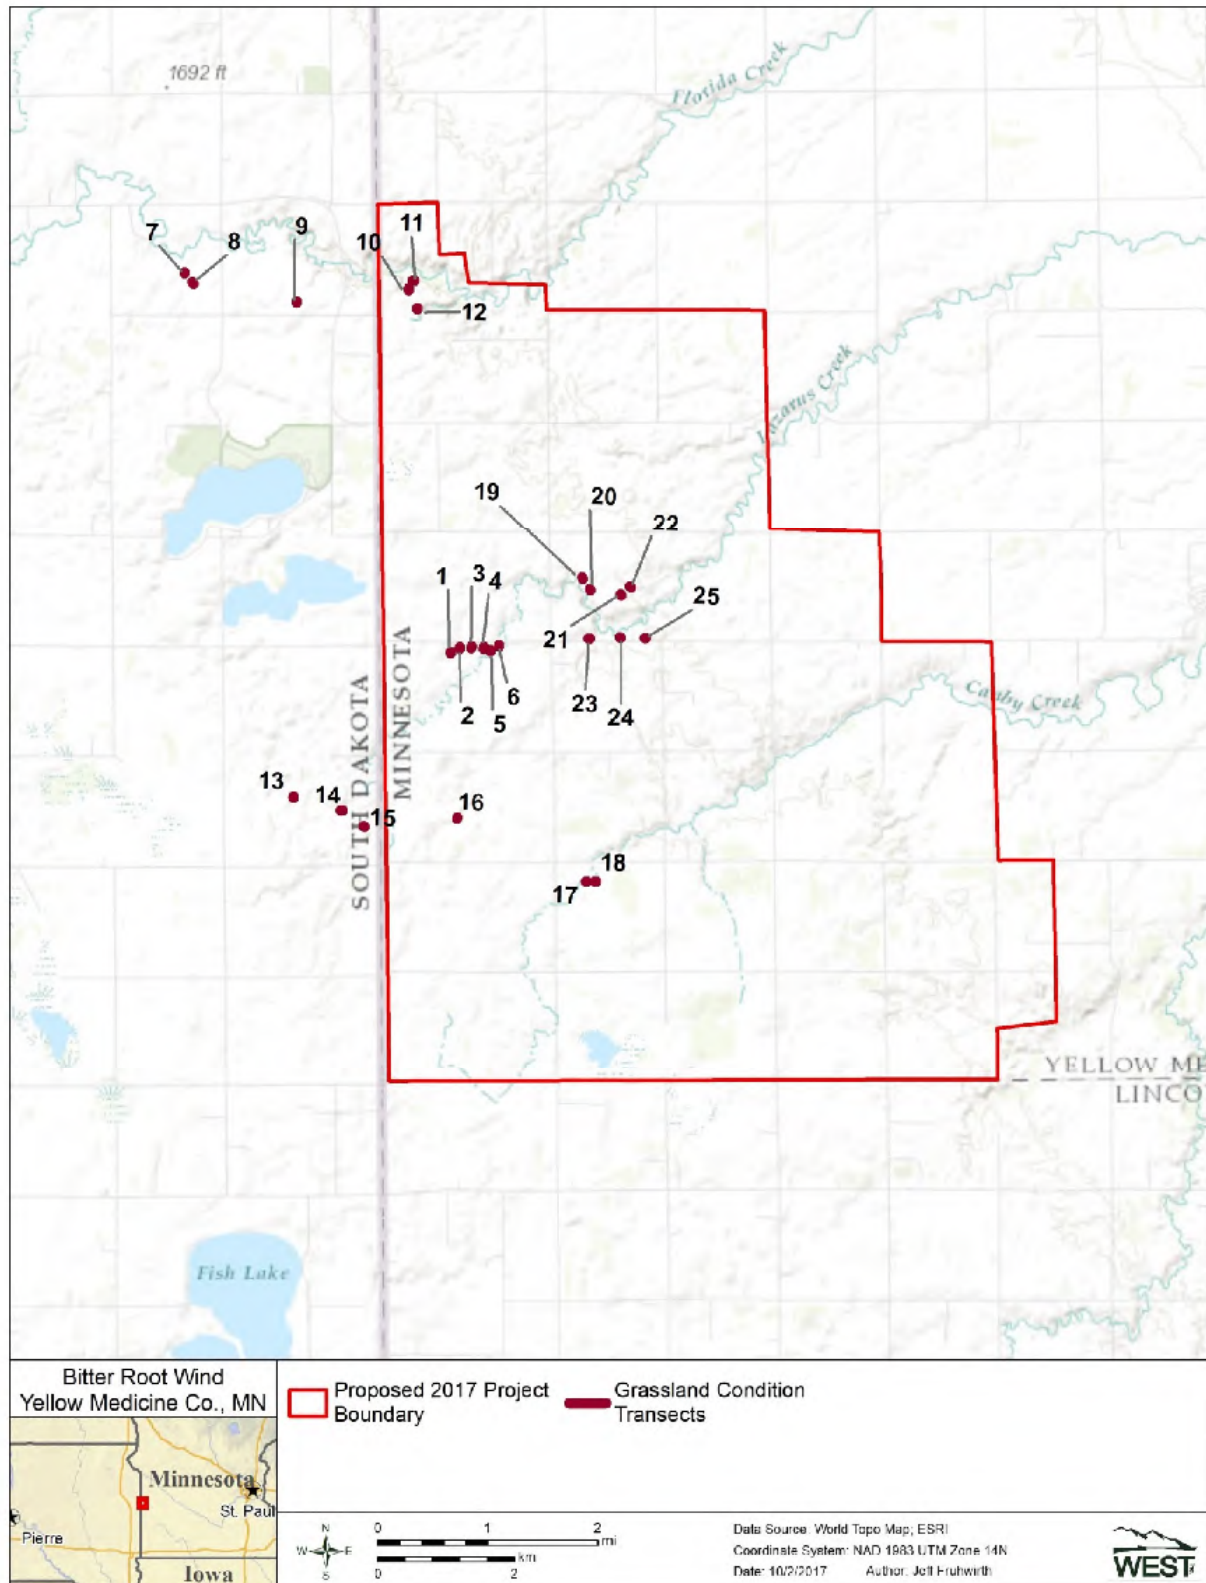 1692 ft
Florida Creek
7
8
9
10
11
12
Lazarus Creek
19
20
22
1
3
4
21
25
2
5
6
23
24
Canby Creek
SOUTH DAKOTA
MINNESOTA
13
14
15
16
17
18
YELLOW ME
LINCO
Fish Lake
Bitter Root Wind
Yellow Medicine Co., MN
Proposed 2017 Project
Boundary
Grassland Condition
Transects
Minnesota
St. Paul
Pierre
Iowa
N
W E
S
0 1 2
mi
km
0 2
Data Source: World Topo Map; ESRI
Coordinate System: NAD 1983 UTM Zone 14N
Date: 10/2/2017 Author: Jeff Fruhwirth
WEST